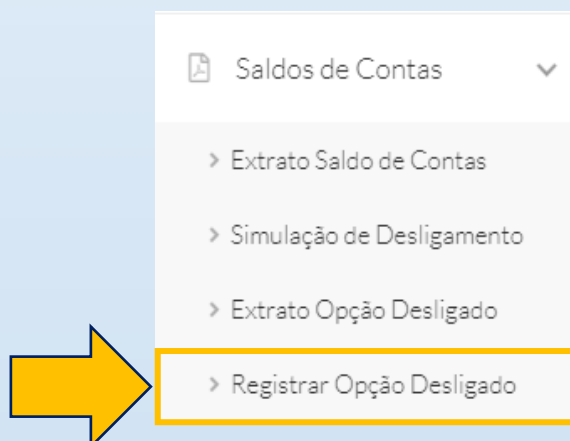 Saldos de Contas
Extrato Saldo de Contas
Simulação de Desligamento
Extrato Opção Desligado
Registrar Opção Desligado